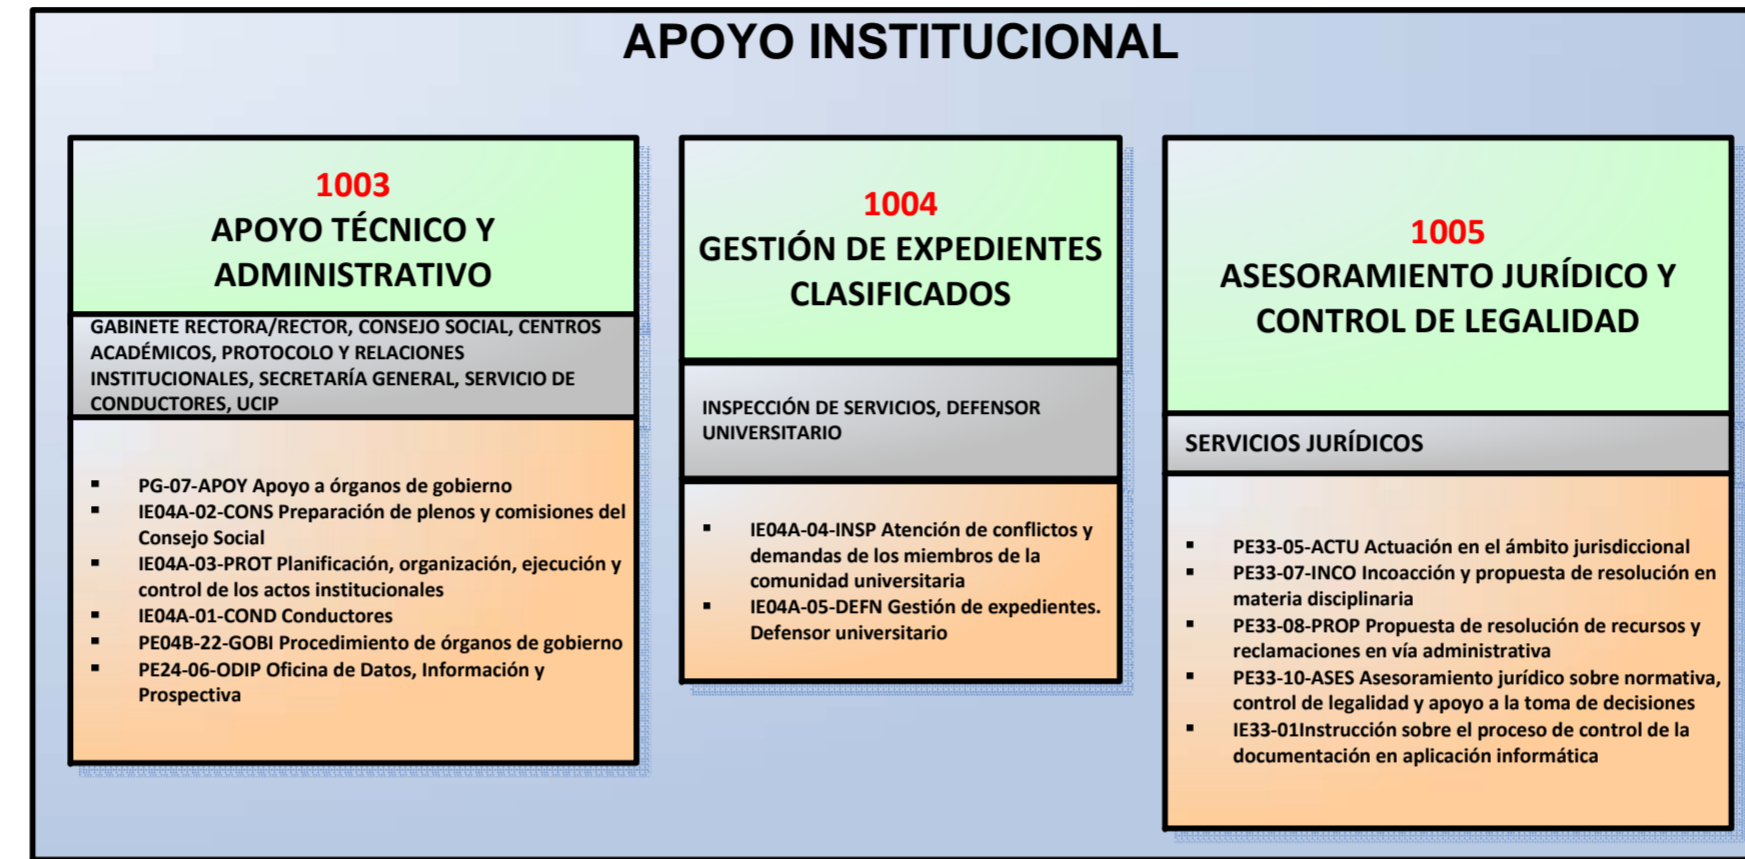 APOYO INSTITUCIONAL
1003
APOYO TÉCNICO Y
ADMINISTRATIVO
GABINETE RECTORA/RECTOR, CONSEJO SOCIAL, CENTROS
ACADÉMICOS, PROTOCOLO Y RELACIONES
INSTITUCIONALES, SECRETARÍA GENERAL, SERVICIO DE
CONDUCTORES, UCIP
▪ PG-07-APOY Apoyo a órganos de gobierno
▪ IE04A-02-CONS Preparación de plenos y comisiones del
Consejo Social
▪ IE04A-03-PROT Planificación, organización, ejecución y
control de los actos institucionales
▪ IE04A-01-COND Conductores
▪ PE04B-22-GOBI Procedimiento de órganos de gobierno
▪ PE24-06-ODIP Oficina de Datos, Información y
Prospectiva
1004
GESTIÓN DE EXPEDIENTES
CLASIFICADOS
INSPECCIÓN DE SERVICIOS, DEFENSOR
UNIVERSITARIO
▪ IE04A-04-INSP Atención de conflictos y
demandas de los miembros de la
comunidad universitaria
▪ IE04A-05-DEFN Gestión de expedientes.
Defensor universitario
1005
ASESORAMIENTO JURÍDICO Y
CONTROL DE LEGALIDAD
SERVICIOS JURÍDICOS
▪ PE33-05-ACTU Actuación en el ámbito jurisdiccional
▪ PE33-07-INCO Incoacción y propuesta de resolución en
materia disciplinaria
▪ PE33-08-PROP Propuesta de resolución de recursos y
reclamaciones en vía administrativa
▪ PE33-10-ASES Asesoramiento jurídico sobre normativa,
control de legalidad y apoyo a la toma de decisiones
▪ IE33-01Instrucción sobre el proceso de control de la
documentación en aplicación informática